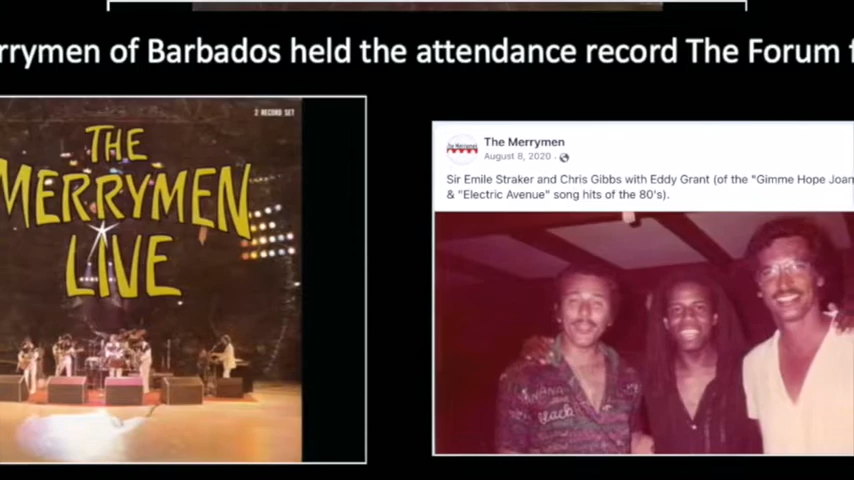 rrymen of Barbados held the attendance record The Forum f
2 RECORD SET
THE
MERRYMEN
LIVE
The Merrymen
The Merrymen
August 8, 2020 ·
Sir Emile Straker and Chris Gibbs with Eddy Grant (of the "Gimme Hope Joan
& "Electric Avenue" song hits of the 80's).